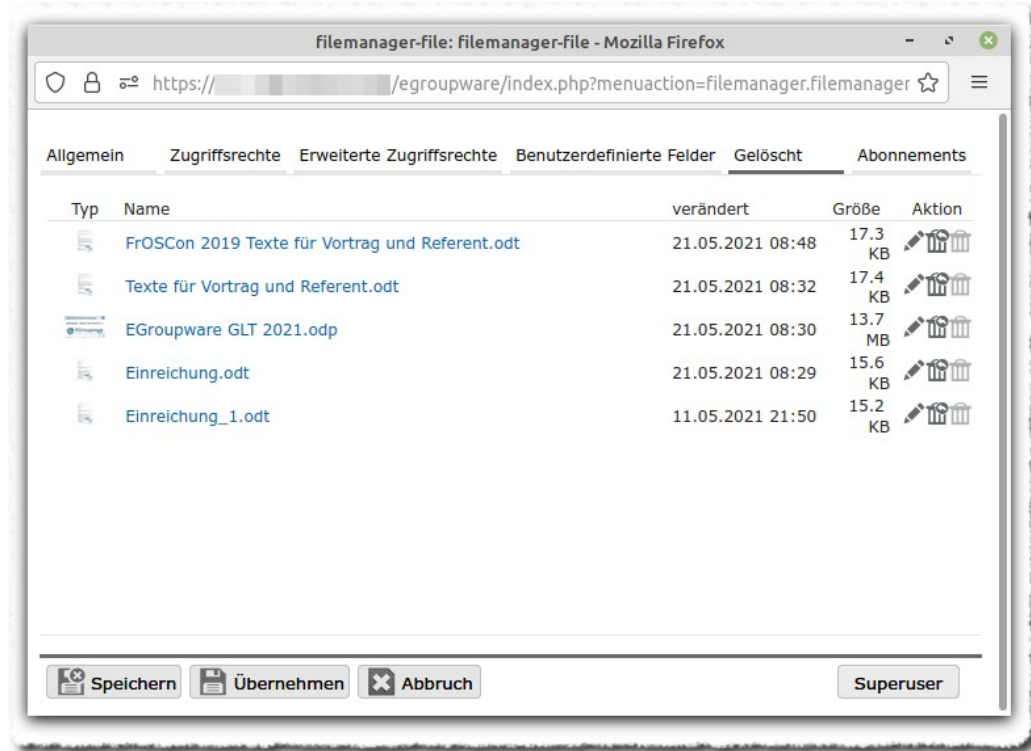 filemanager-file: filemanager-file - Mozilla Firefox
https:// /egroupware/index.php?menuaction=filemanager.filemanager
Allgemein Zugriffsrechte Erweiterte Zugriffsrechte Benutzerdefinierte Felder Gelöscht Abonnements
Typ Name verändert Größe Aktion
FrOSCon 2019 Texte für Vortrag und Referent.odt 21.05.2021 08:48 17.3 KB
Texte für Vortrag und Referent.odt 21.05.2021 08:32 17.4 KB
EGroupware GLT 2021.odp 21.05.2021 08:30 13.7 MB
Einreichung.odt 21.05.2021 08:29 15.6 KB
Einreichung_1.odt 11.05.2021 21:50 15.2 KB
Speichern Übernehmen Abbruch Superuser